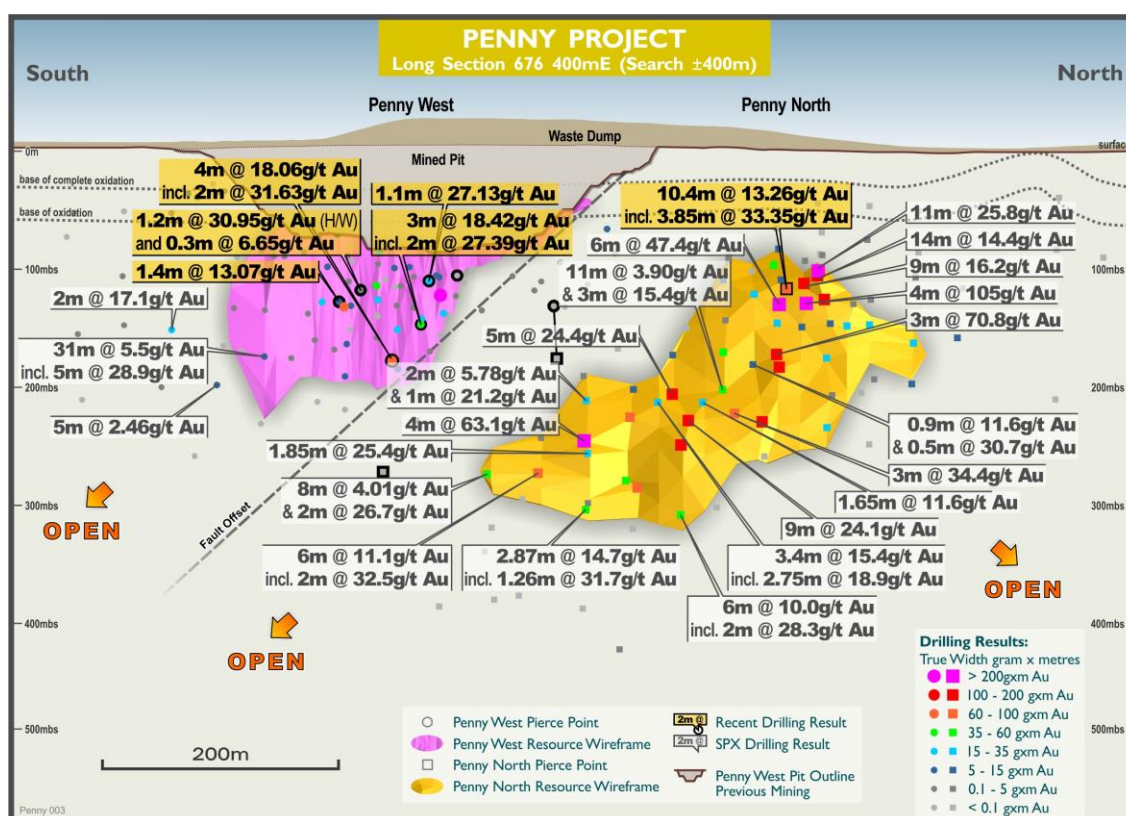 PENNY PROJECT
Long Section 676 400mE (Search ±400m)
South
North
Penny West
Penny North
Waste Dump
Mined Pit
0m
surface
base of complete oxidation
base of oxidation
100mbs
100mbs
200mbs
200mbs
300mbs
300mbs
400mbs
400mbs
500mbs
500mbs
4m @ 18.06g/t Au
incl. 2m @ 31.63g/t Au
1.2m @ 30.95g/t Au (H/W)
and 0.3m @ 6.65g/t Au
1.4m @ 13.07g/t Au
1.1m @ 27.13g/t Au
3m @ 18.42g/t Au
incl. 2m @ 27.39g/t Au
10.4m @ 13.26g/t Au
incl. 3.85m @ 33.35g/t Au
6m @ 47.4g/t Au
11m @ 3.90g/t Au
& 3m @ 15.4g/t Au
11m @ 25.8g/t Au
14m @ 14.4g/t Au
9m @ 16.2g/t Au
4m @ 105g/t Au
3m @ 70.8g/t Au
2m @ 17.1g/t Au
31m @ 5.5g/t Au
incl. 5m @ 28.9g/t Au
5m @ 2.46g/t Au
5m @ 24.4g/t Au
2m @ 5.78g/t Au
& 1m @ 21.2g/t Au
4m @ 63.1g/t Au
1.85m @ 25.4g/t Au
8m @ 4.01g/t Au
& 2m @ 26.7g/t Au
6m @ 11.1g/t Au
incl. 2m @ 32.5g/t Au
2.87m @ 14.7g/t Au
incl. 1.26m @ 31.7g/t Au
0.9m @ 11.6g/t Au
& 0.5m @ 30.7g/t Au
3m @ 34.4g/t Au
1.65m @ 11.6g/t Au
9m @ 24.1g/t Au
3.4m @ 15.4g/t Au
incl. 2.75m @ 18.9g/t Au
6m @ 10.0g/t Au
incl. 2m @ 28.3g/t Au
Fault Offset
OPEN
OPEN
OPEN
200m
Penny West Pierce Point
Penny West Resource Wireframe
Penny North Pierce Point
Penny North Resource Wireframe
2m @
Recent Drilling Result
2m @
SPX Drilling Result
Penny West Pit Outline
Previous Mining
Drilling Results:
True Width gram x metres
> 200gxm Au
100 - 200 gxm Au
60 - 100 gxm Au
35 - 60 gxm Au
15 - 35 gxm Au
5 - 15 gxm Au
0.1 - 5 gxm Au
< 0.1 gxm Au
Penny 003